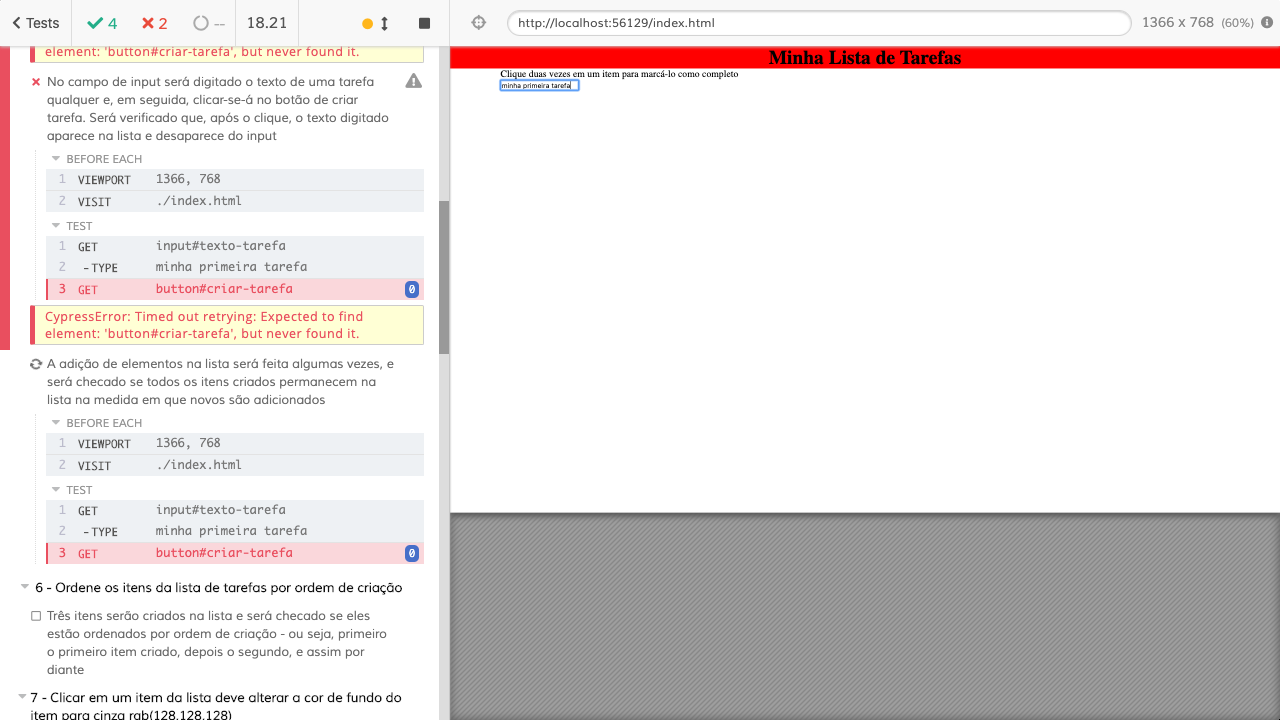 Tests
4
2
--
18.21
http://localhost:56129/index.html
1366 x 768 (60%)
element: 'button#criar-tarefa', but never found it.
No campo de input será digitado o texto de uma tarefa
qualquer e, em seguida, clicar-se-á no botão de criar
tarefa. Será verificado que, após o clique, o texto digitado
aparece na lista e desaparece do input
BEFORE EACH
1 VIEWPORT 1366, 768
2 VISIT ./index.html
TEST
1 GET input#texto-tarefa
2 -TYPE minha primeira tarefa
3 GET button#criar-tarefa 0
CypressError: Timed out retrying: Expected to find
element: 'button#criar-tarefa', but never found it.
A adição de elementos na lista será feita algumas vezes, e
será checado se todos os itens criados permanecem na
lista na medida em que novos são adicionados
BEFORE EACH
1 VIEWPORT 1366, 768
2 VISIT ./index.html
TEST
1 GET input#texto-tarefa
2 -TYPE minha primeira tarefa
3 GET button#criar-tarefa 0
6 - Ordene os itens da lista de tarefas por ordem de criação
Três itens serão criados na lista e será checado se eles
estão ordenados por ordem de criação - ou seja, primeiro
o primeiro item criado, depois o segundo, e assim por
diante
7 - Clicar em um item da lista deve alterar a cor de fundo do
item para cinza rgb(128,128,128)
Minha Lista de Tarefas
Clique duas vezes em um item para marcá-lo como completo
minha primeira tarefa